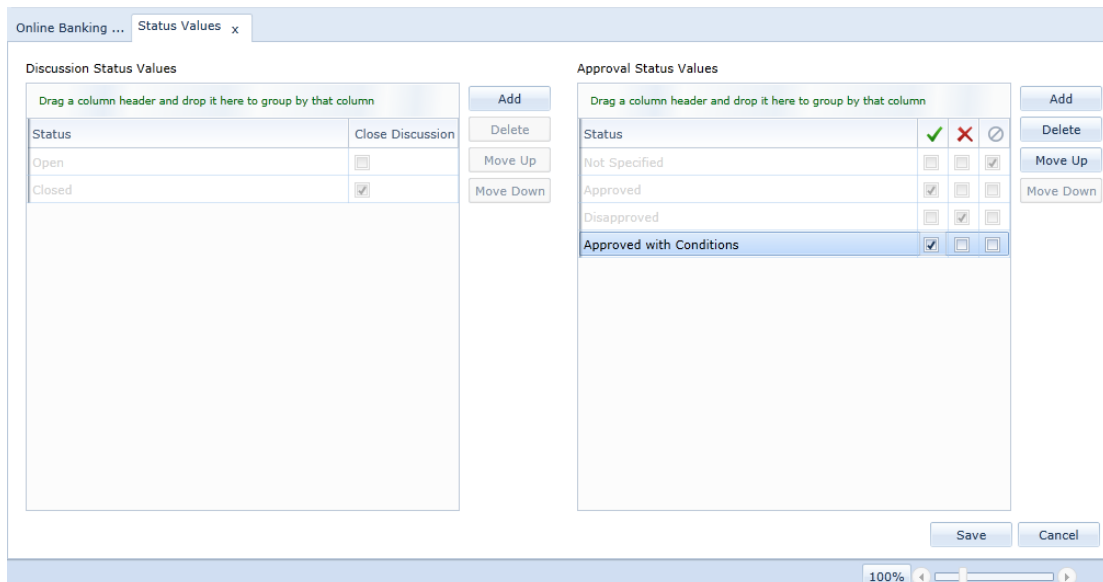 Online Banking ... Status Values x
Discussion Status Values
Drag a column header and drop it here to group by that column
Status Close Discussion
Open
Closed
Add
Delete
Move Up
Move Down
Approval Status Values
Drag a column header and drop it here to group by that column
Status
Not Specified
Approved
Disapproved
Approved with Conditions
Add
Delete
Move Up
Move Down
Save Cancel
100%